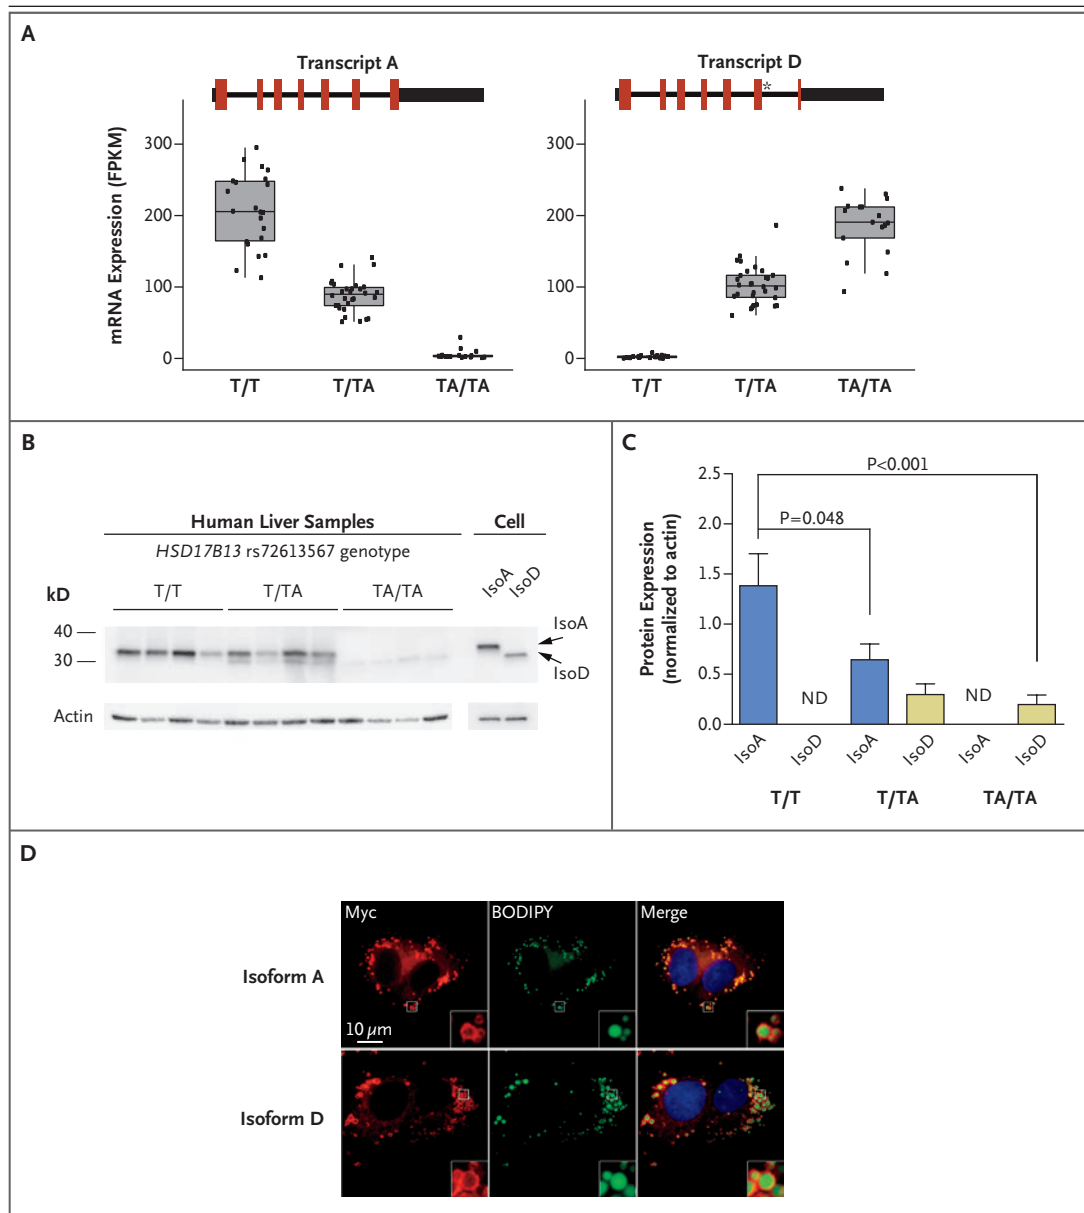 A
Transcript A
Transcript D
*
mRNA Expression (FPKM)
300
200
100
0
T/T
T/TA
TA/TA
300
200
100
0
T/T
T/TA
TA/TA
B
Human Liver Samples
Cell
HSD17B13 rs72613567 genotype
kD
T/T
T/TA
TA/TA
IsoA
IsoD
40
30
IsoA
IsoD
Actin
C
Protein Expression
(normalized to actin)
2.5
2.0
1.5
1.0
0.5
0.0
P<0.001
P=0.048
ND
ND
IsoA
IsoD
IsoA
IsoD
IsoA
IsoD
T/T
T/TA
TA/TA
D
Myc
BODIPY
Merge
Isoform A
10 µm
Isoform D